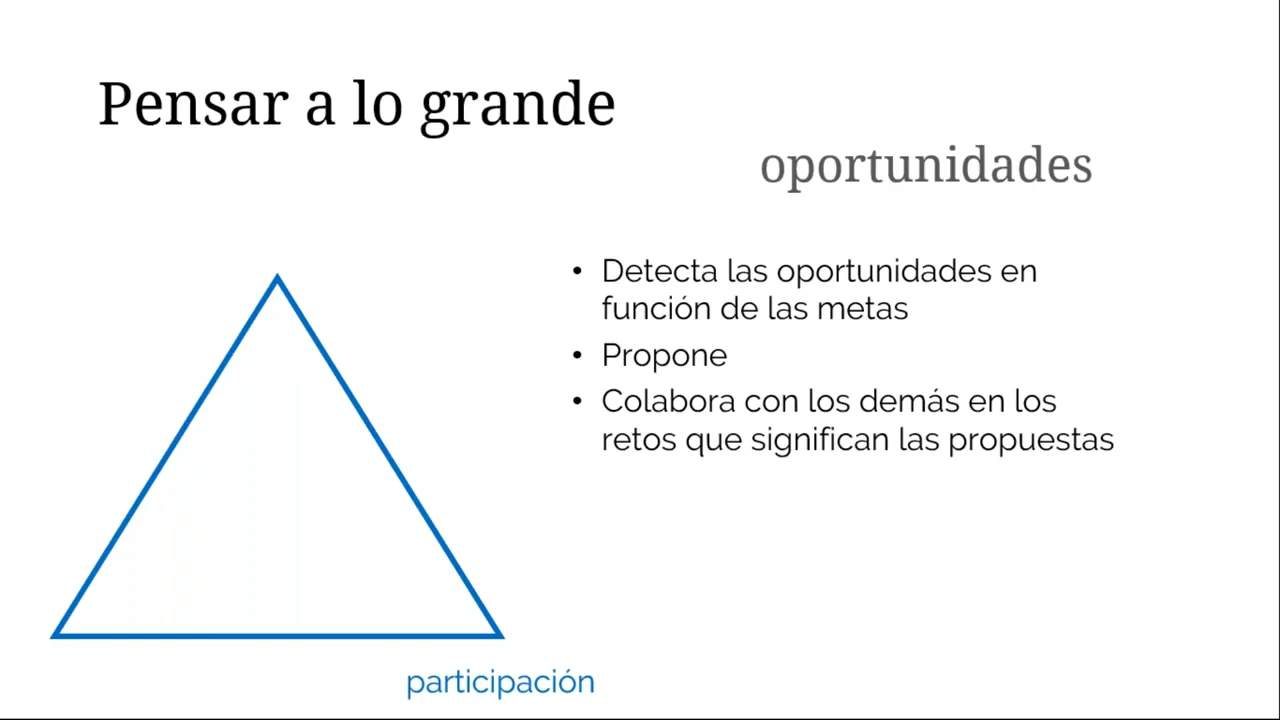 Pensar a lo grande
oportunidades
• Detecta las oportunidades en
función de las metas
• Propone
• Colabora con los demás en los
retos que significan las propuestas
participación